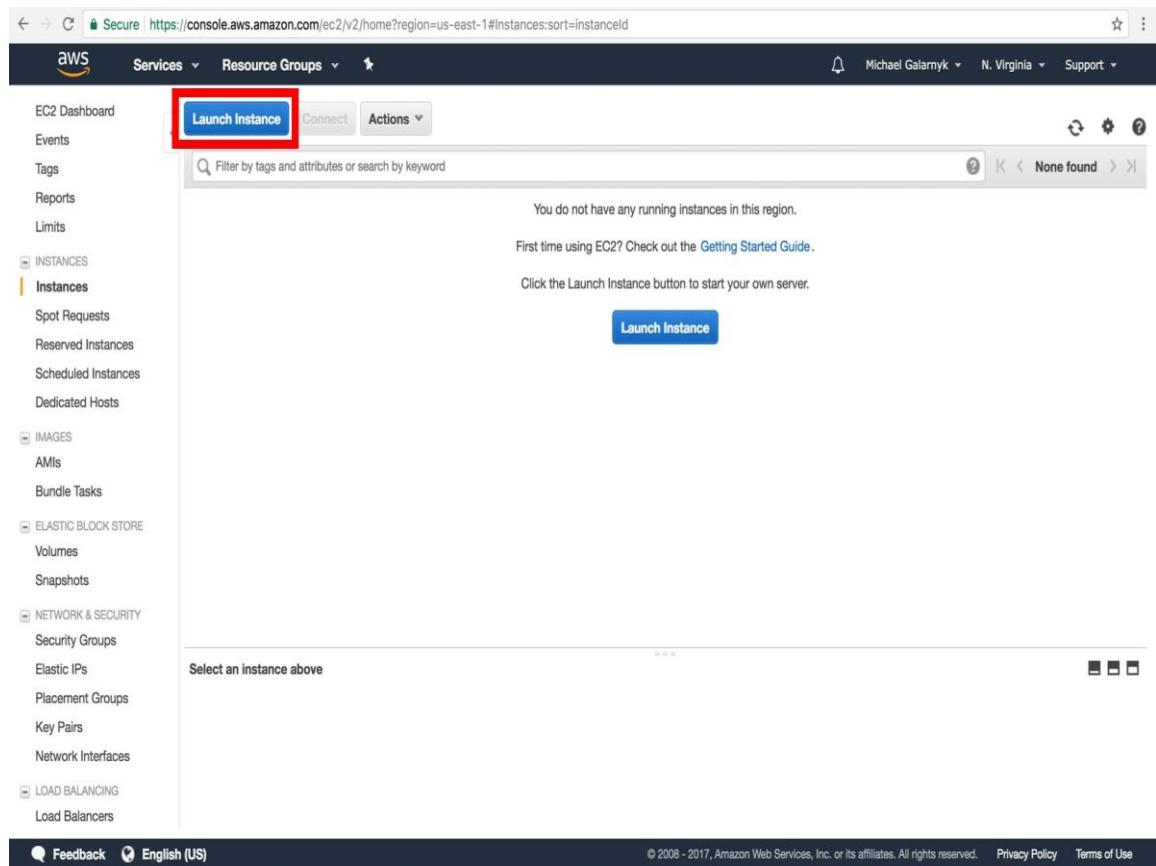 Secure https://console.aws.amazon.com/ec2/v2/home?region=us-east-1#Instances:sort=instanceId
aws Services Resource Groups Michael Galarnyk N. Virginia Support
EC2 Dashboard
Events
Tags
Reports
Limits
INSTANCES
Instances
Spot Requests
Reserved Instances
Scheduled Instances
Dedicated Hosts
IMAGES
AMIs
Bundle Tasks
ELASTIC BLOCK STORE
Volumes
Snapshots
NETWORK & SECURITY
Security Groups
Elastic IPs
Placement Groups
Key Pairs
Network Interfaces
LOAD BALANCING
Load Balancers
Launch Instance Connect Actions
Filter by tags and attributes or search by keyword None found
You do not have any running instances in this region.
First time using EC2? Check out the Getting Started Guide.
Click the Launch Instance button to start your own server.
Launch Instance
Select an instance above
Feedback English (US) © 2008 - 2017, Amazon Web Services, Inc. or its affiliates. All rights reserved. Privacy Policy Terms of Use